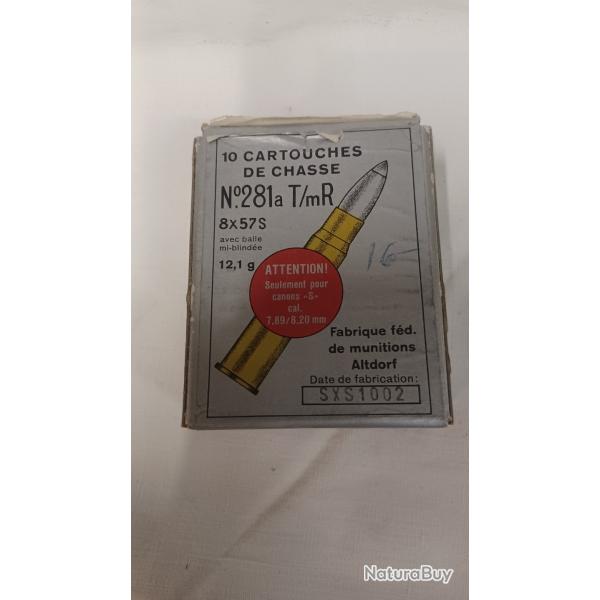 10 CARTOUCHES
DE CHASSE
Nº281a T/mR
8x57S
avec balle
mi-blindée
12,1 g
ATTENTION!
Seulement pour
canons «S»
cal.
7.89/8.20 mm
16
Fabrique féd.
de munitions
Altdorf
Date de fabrication:
SXS1002
NaturaBuy